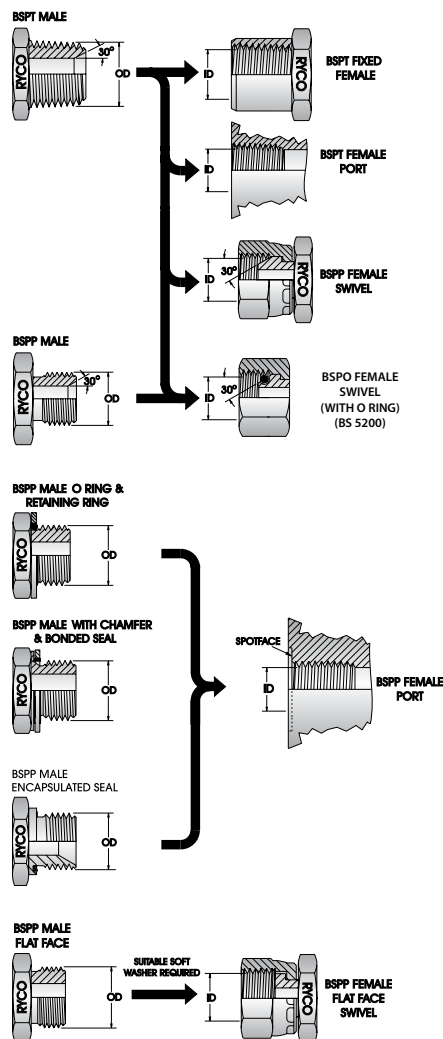 BSPT MALE
30°
RYCO
OD
ID
RYCO
BSPT FIXED
FEMALE
ID
BSPT FEMALE
PORT
30°
ID
RYCO
BSPP FEMALE
SWIVEL
BSPP MALE
30°
RYCO
OD
ID
30°
BSPO FEMALE
SWIVEL
(WITH O RING)
(BS 5200)
BSPP MALE O RING &
RETAINING RING
RYCO
OD
BSPP MALE WITH CHAMFER
& BONDED SEAL
RYCO
OD
SPOTFACE
ID
BSPP FEMALE
PORT
BSPP MALE
ENCAPSULATED SEAL
RYCO
OD
BSPP MALE
FLAT FACE
RYCO
OD
SUITABLE SOFT
WASHER REQUIRED
ID
RYCO
BSPP FEMALE
FLAT FACE
SWIVEL